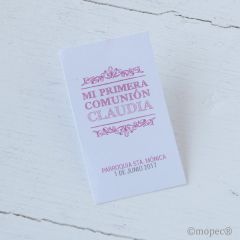 MI PRIMERA
COMUNIÓN
CLAUDIA
PARROQUIA STA. MÓNICA
1 DE JUNIO 2017
©mopec®